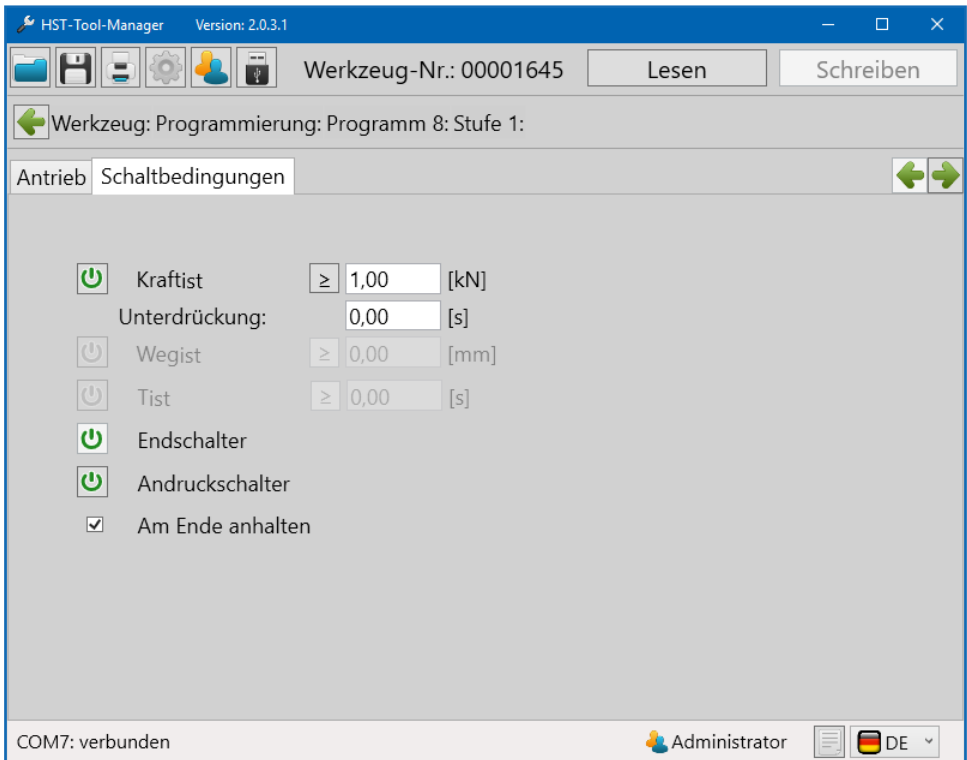 HST-Tool-Manager Version: 2.0.3.1
Werkzeug-Nr.: 00001645 Lesen Schreiben
Werkzeug: Programmierung: Programm 8: Stufe 1:
Antrieb Schaltbedingungen
Kraftist ≥ 1,00 [kN]
Unterdrückung: 0,00 [s]
Wegist ≥ 0,00 [mm]
Tist ≥ 0,00 [s]
Endschalter
Andruckschalter
Am Ende anhalten
COM7: verbunden Administrator DE